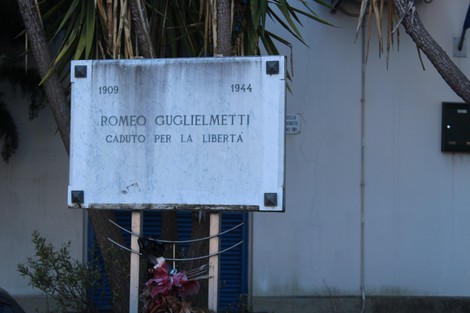 1909 1944
ROMEO GUGLIELMETTI
CADUTO PER LA LIBERTÀ